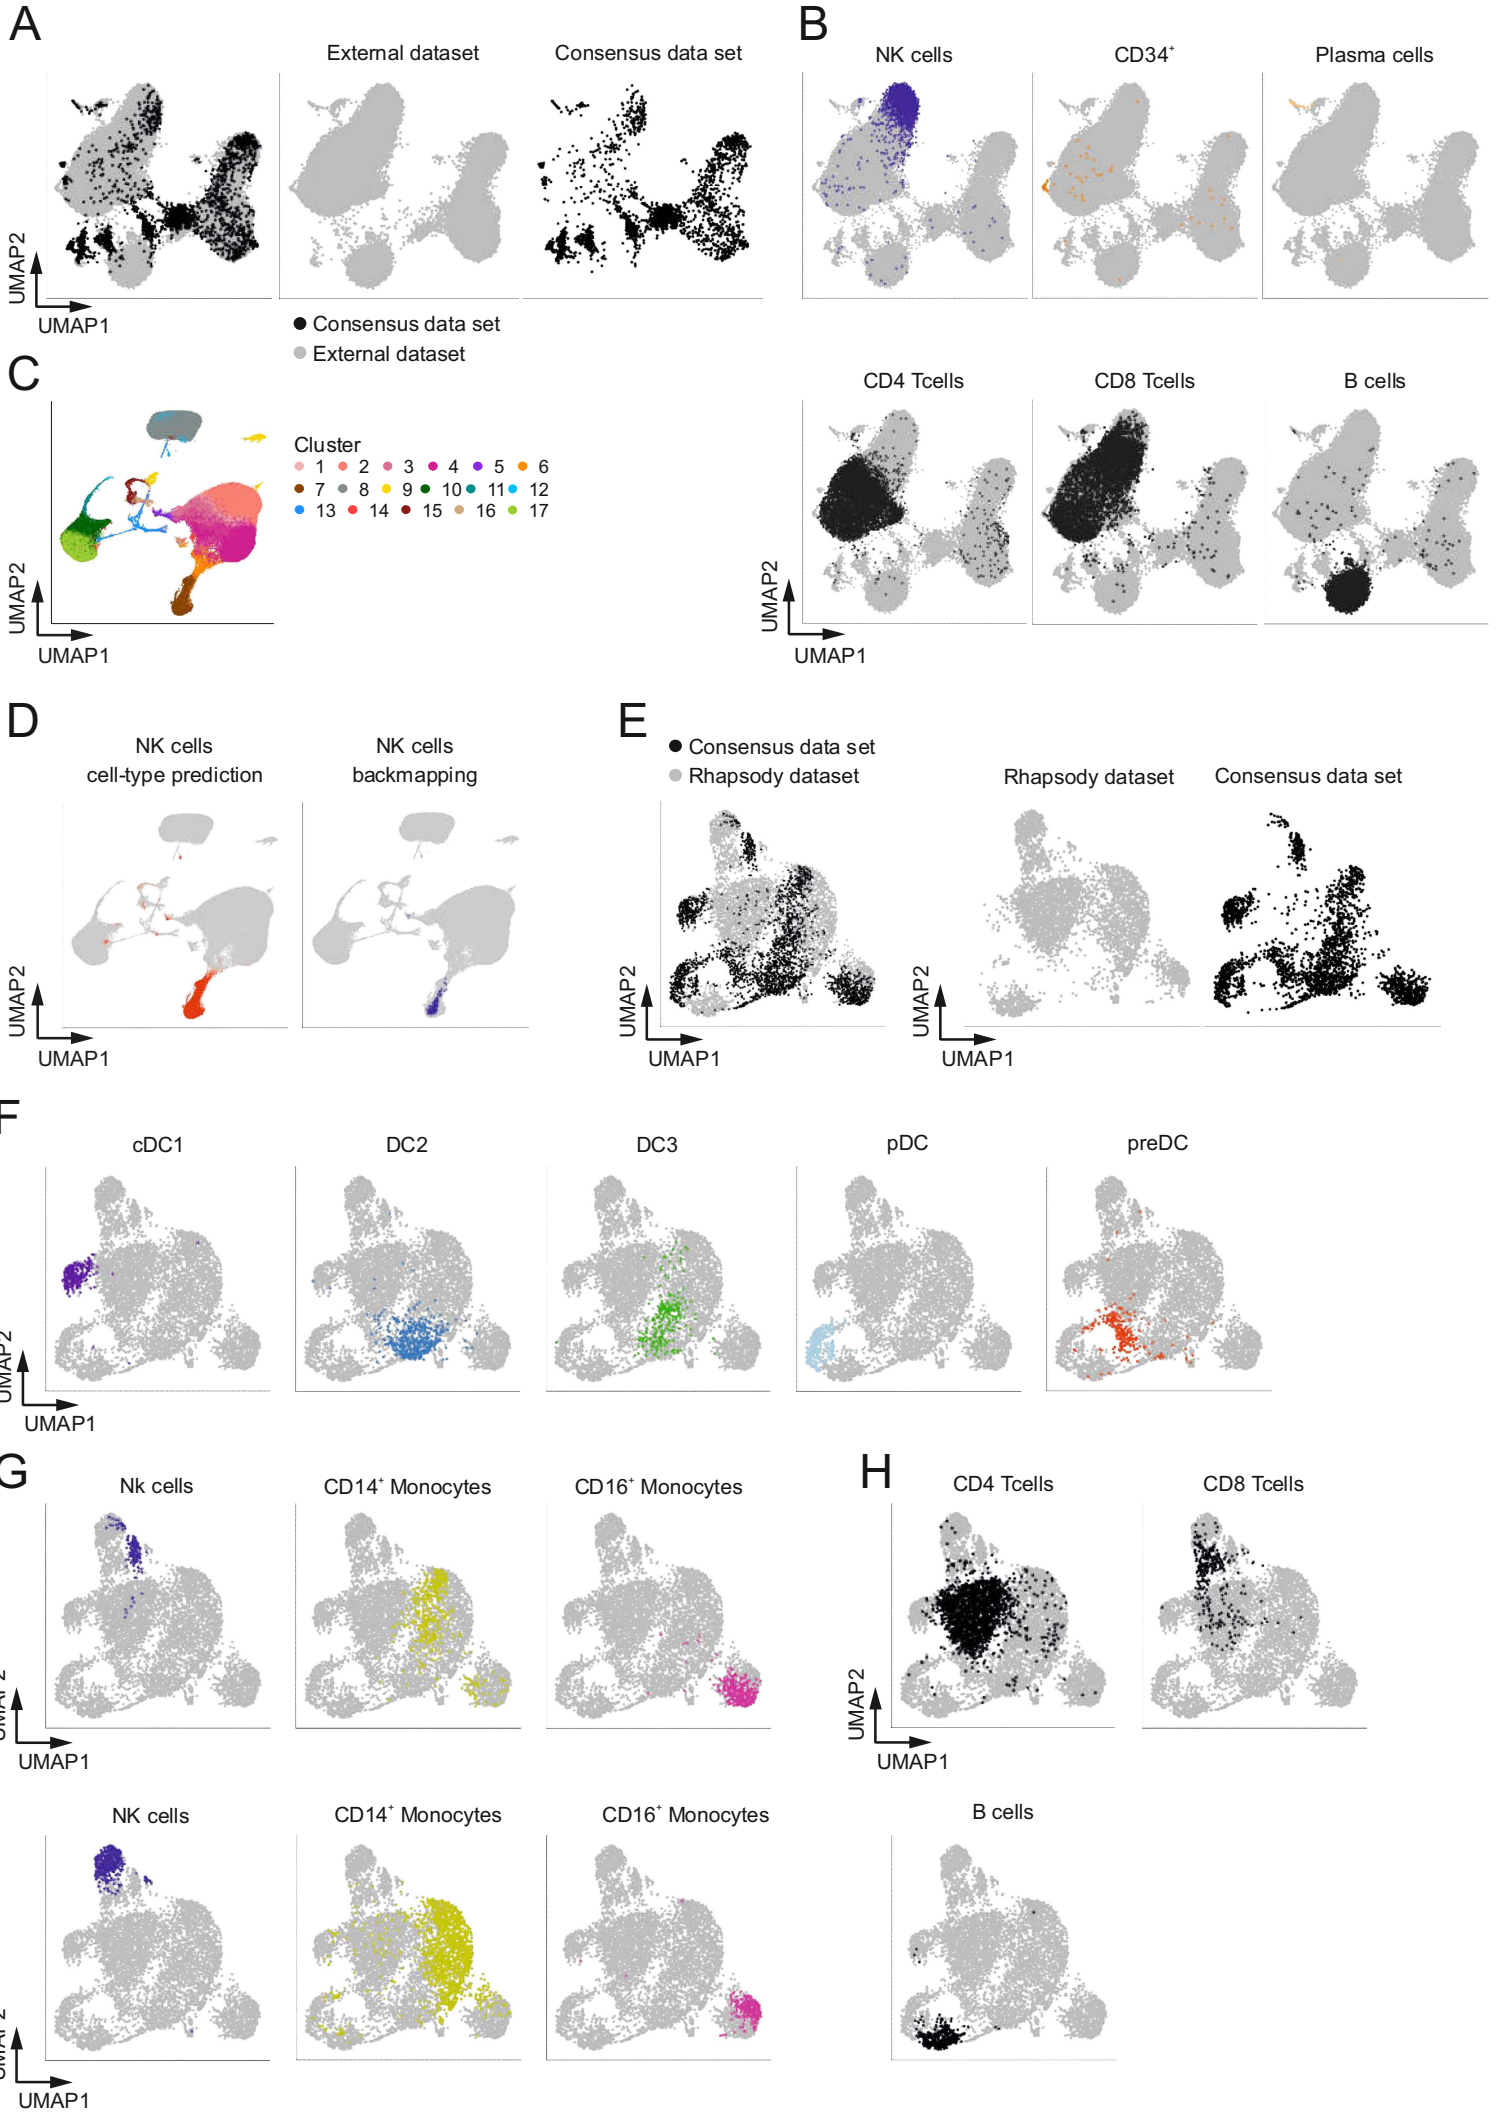 A
External dataset
Consensus data set
UMAP2
UMAP1
Consensus data set
External dataset
B
NK cells
CD34+
Plasma cells
CD4 Tcells
CD8 Tcells
B cells
UMAP2
UMAP1
C
Cluster
1 2 3 4 5 6
7 8 9 10 11 12
13 14 15 16 17
UMAP2
UMAP1
D
NK cells
cell-type prediction
NK cells
backmapping
UMAP2
UMAP1
E
Consensus data set
Rhapsody dataset
Rhapsody dataset
Consensus data set
UMAP2
UMAP1
UMAP2
UMAP1
F
cDC1
DC2
DC3
pDC
preDC
UMAP2
UMAP1
G
Nk cells
CD14+ Monocytes
CD16+ Monocytes
UMAP2
UMAP1
NK cells
CD14+ Monocytes
CD16+ Monocytes
UMAP2
UMAP1
H
CD4 Tcells
CD8 Tcells
UMAP2
UMAP1
B cells